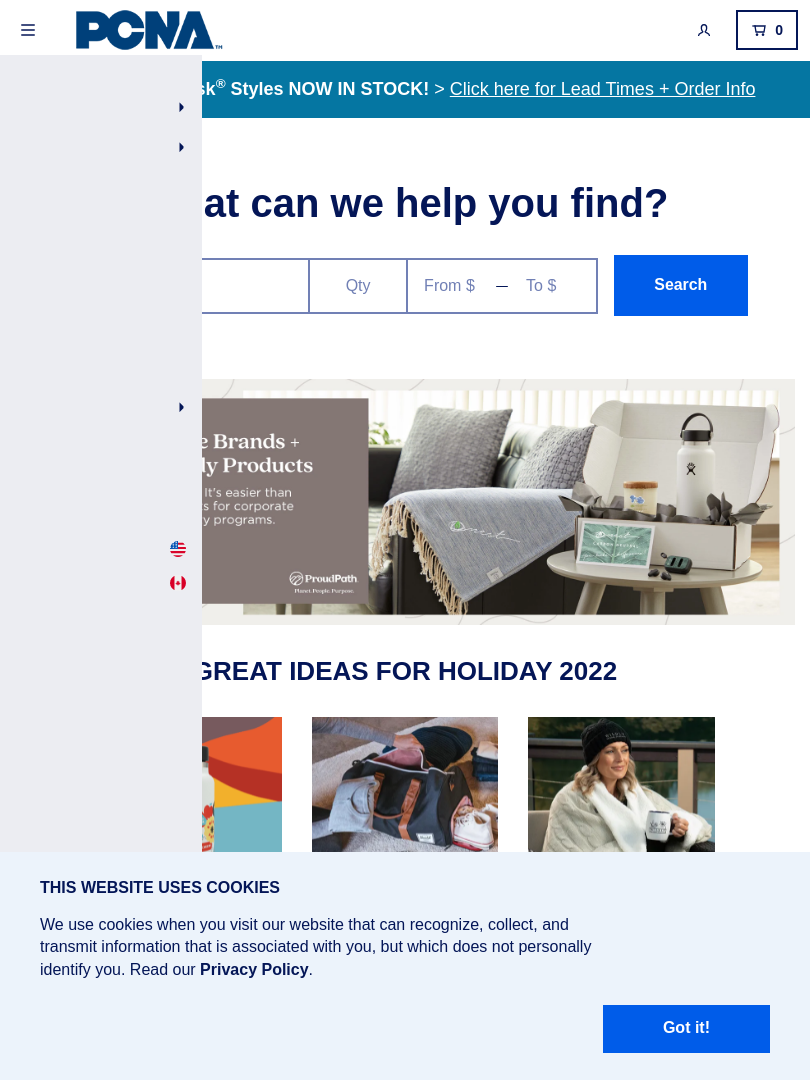 PCNA™
0
Styles NOW IN STOCK! > Click here for Lead Times + Order Info
can we help you find?
Qty
From $ — To $
Search
Brands +
Products
It's easier than
for corporate
programs.
ProudPath
Planet. People. Purpose.
GREAT IDEAS FOR HOLIDAY 2022
THIS WEBSITE USES COOKIES
We use cookies when you visit our website that can recognize, collect, and
transmit information that is associated with you, but which does not personally
identify you. Read our Privacy Policy.
Got it!